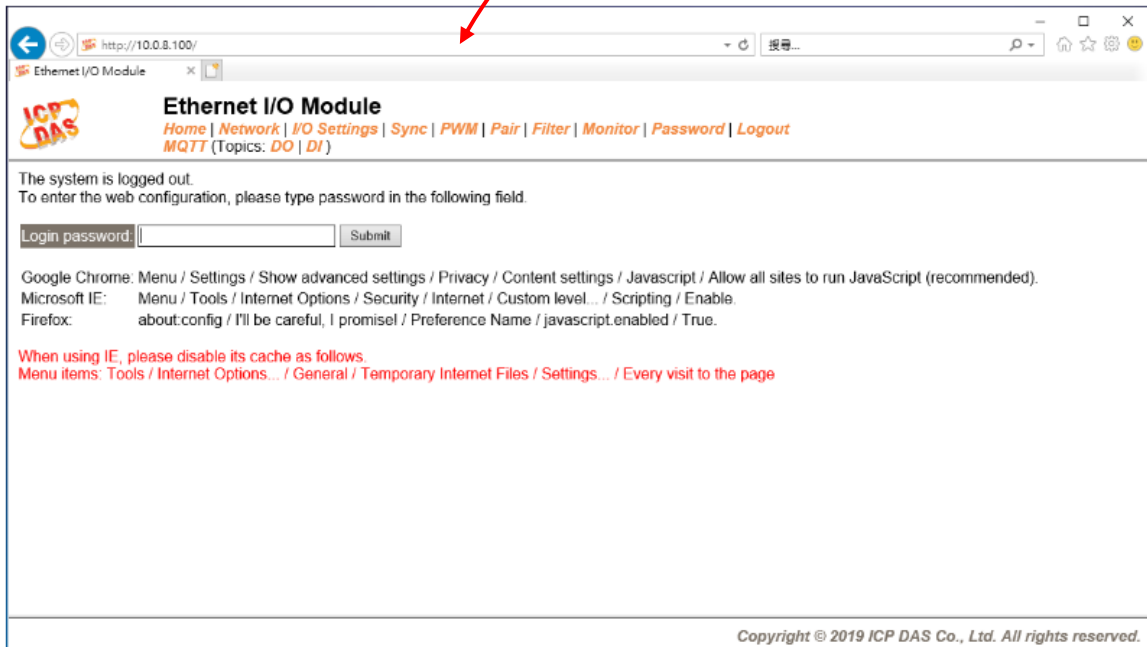 http://10.0.8.100/
搜尋...
Ethernet I/O Module
ICP DAS
Ethernet I/O Module
Home | Network | I/O Settings | Sync | PWM | Pair | Filter | Monitor | Password | Logout
MQTT (Topics: DO | DI )
The system is logged out.
To enter the web configuration, please type password in the following field.
Login password: Submit
Google Chrome: Menu / Settings / Show advanced settings / Privacy / Content settings / Javascript / Allow all sites to run JavaScript (recommended).
Microsoft IE: Menu / Tools / Internet Options / Security / Internet / Custom level... / Scripting / Enable.
Firefox: about:config / I'll be careful, I promise! / Preference Name / javascript.enabled / True.
When using IE, please disable its cache as follows.
Menu items: Tools / Internet Options... / General / Temporary Internet Files / Settings... / Every visit to the page
Copyright © 2019 ICP DAS Co., Ltd. All rights reserved.